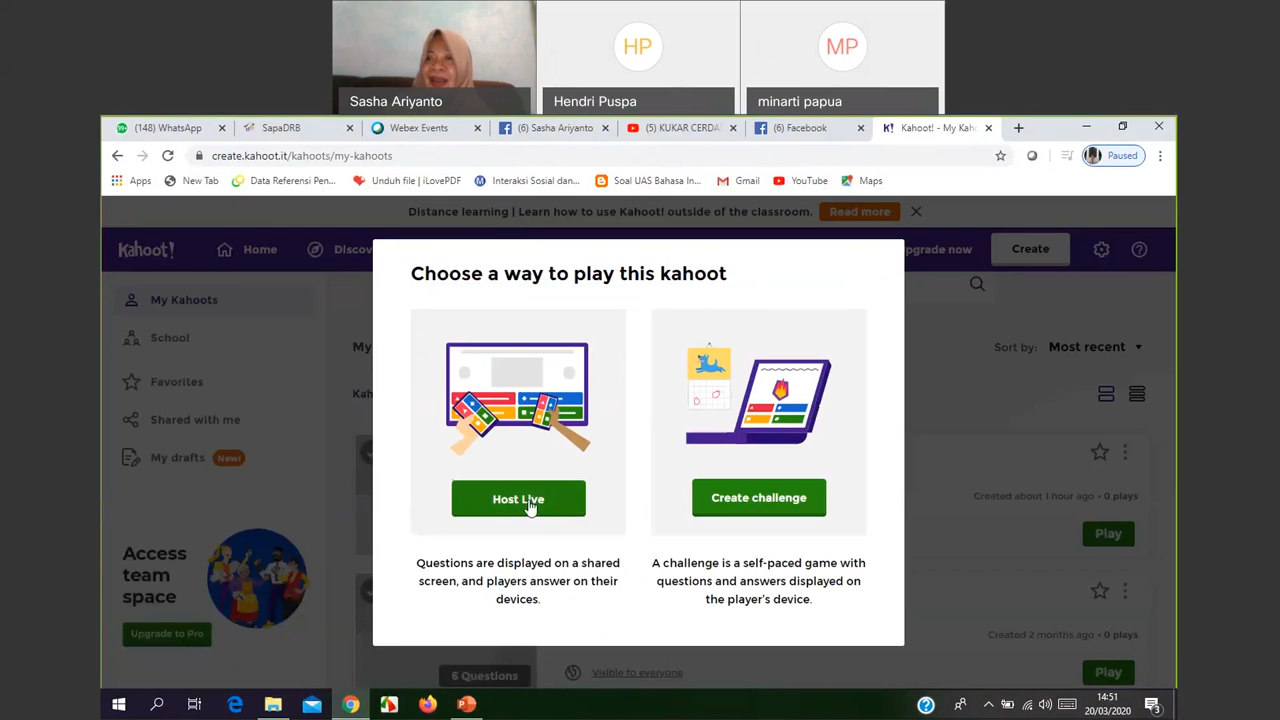 HP
MP
Sasha Ariyanto
Hendri Puspa
minarti papua
(148) WhatsApp
SapaDRB
Webex Events
(6) Sasha Ariyanto
(5) KUKAR CERDA
(6) Facebook
Kahoot! - My Kah
create.kahoot.it/kahoots/my-kahoots
Paused
Apps
New Tab
Data Referensi Pen...
Unduh file | iLovePDF
Interaksi Sosial dan...
Soal UAS Bahasa In...
Gmail
YouTube
Maps
Distance learning | Learn how to use Kahoot! outside of the classroom.
Read more
Kahoot!
Home
Discov
pgrade now
Create
Choose a way to play this kahoot
My Kahoots
School
Favorites
Shared with me
My drafts
New!
Access
team
space
Upgrade to Pro
My
Kah
Sort by:
Most recent
Host Live
Create challenge
Questions are displayed on a shared
screen, and players answer on their
devices.
A challenge is a self-paced game with
questions and answers displayed on
the player's device.
Created about 1 hour ago • 0 plays
Play
Created 2 months ago • 0 plays
6 Questions
Visible to everyone
Play
14:51
20/03/2020
3